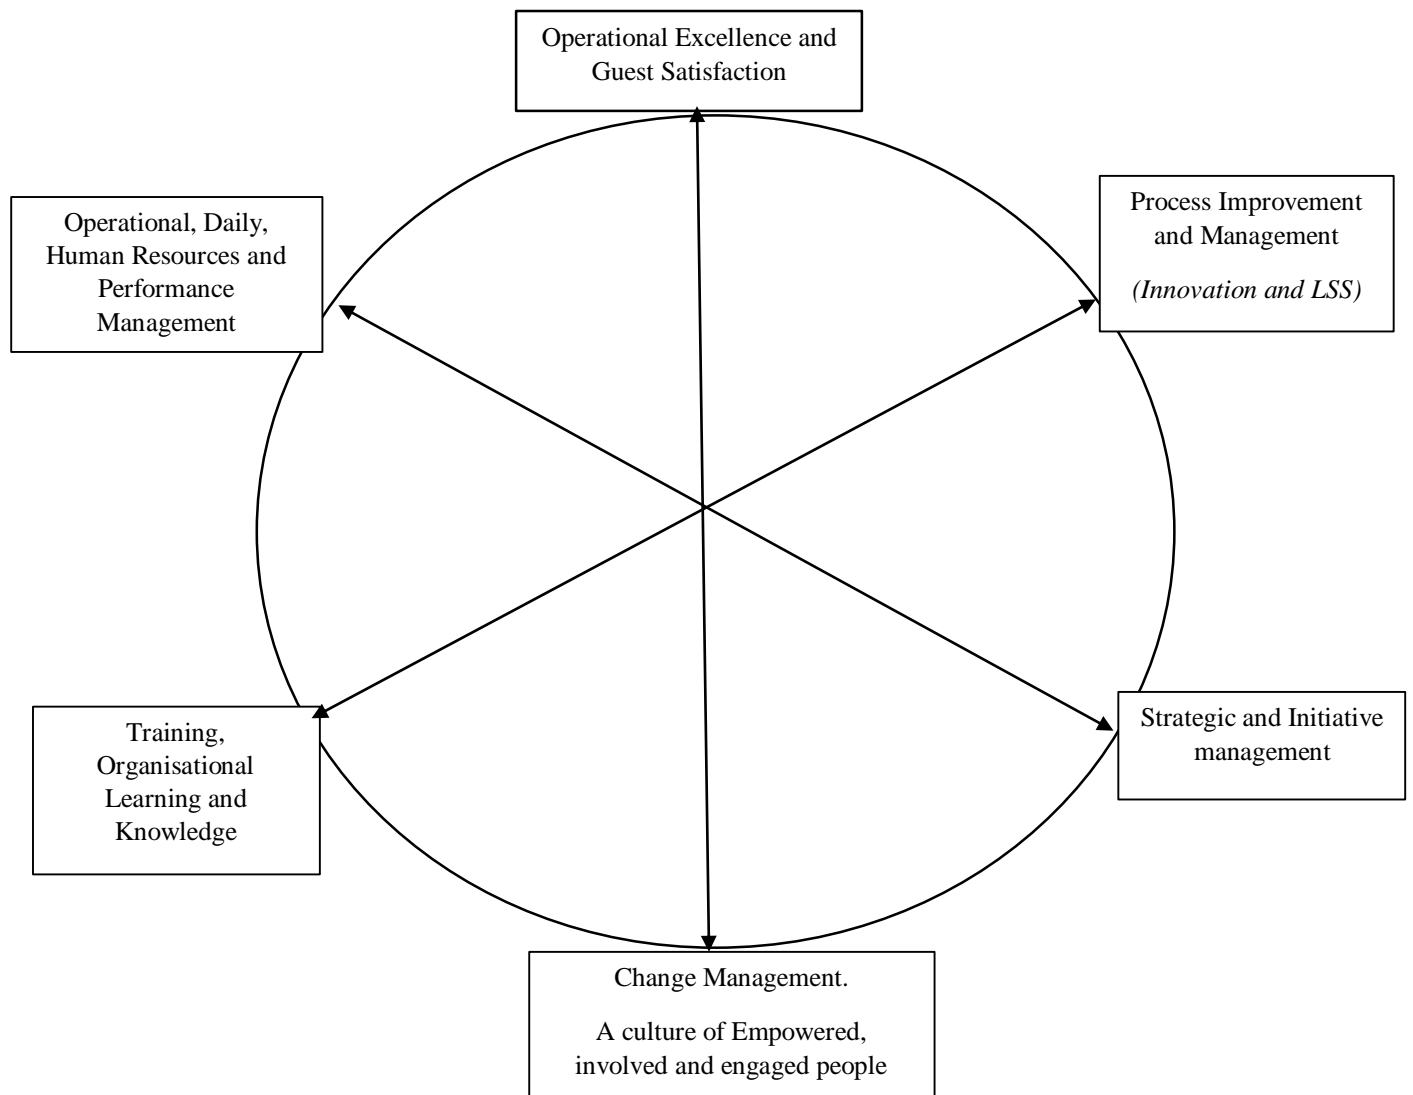 Operational Excellence and
Guest Satisfaction
Operational, Daily,
Human Resources and
Performance
Management
Process Improvement
and Management
(Innovation and LSS)
Training,
Organisational
Learning and
Knowledge
Strategic and Initiative
management
Change Management.
A culture of Empowered,
involved and engaged people